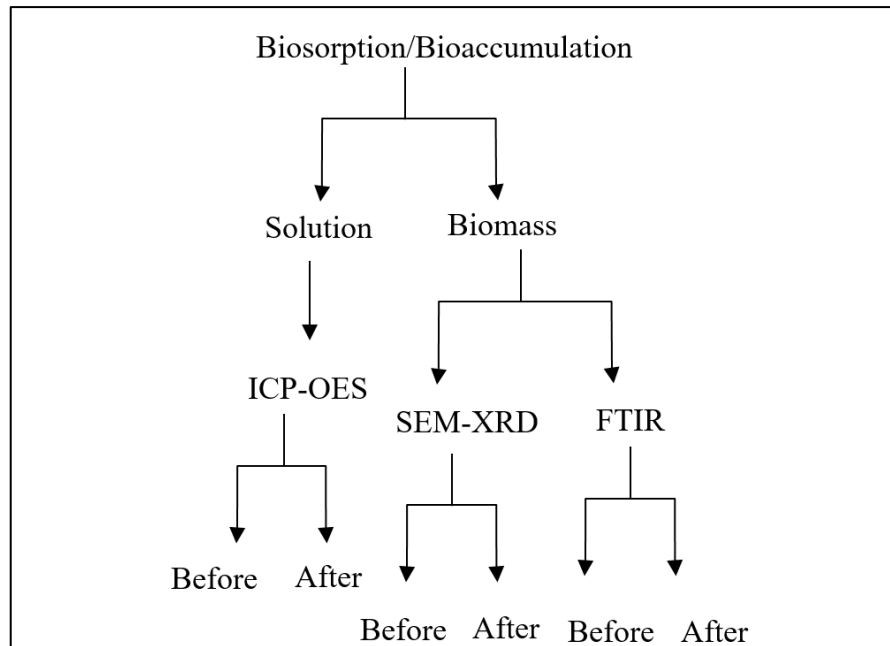 Biosorption/Bioaccumulation
Solution Biomass
ICP-OES
SEM-XRD FTIR
Before After
Before After Before After